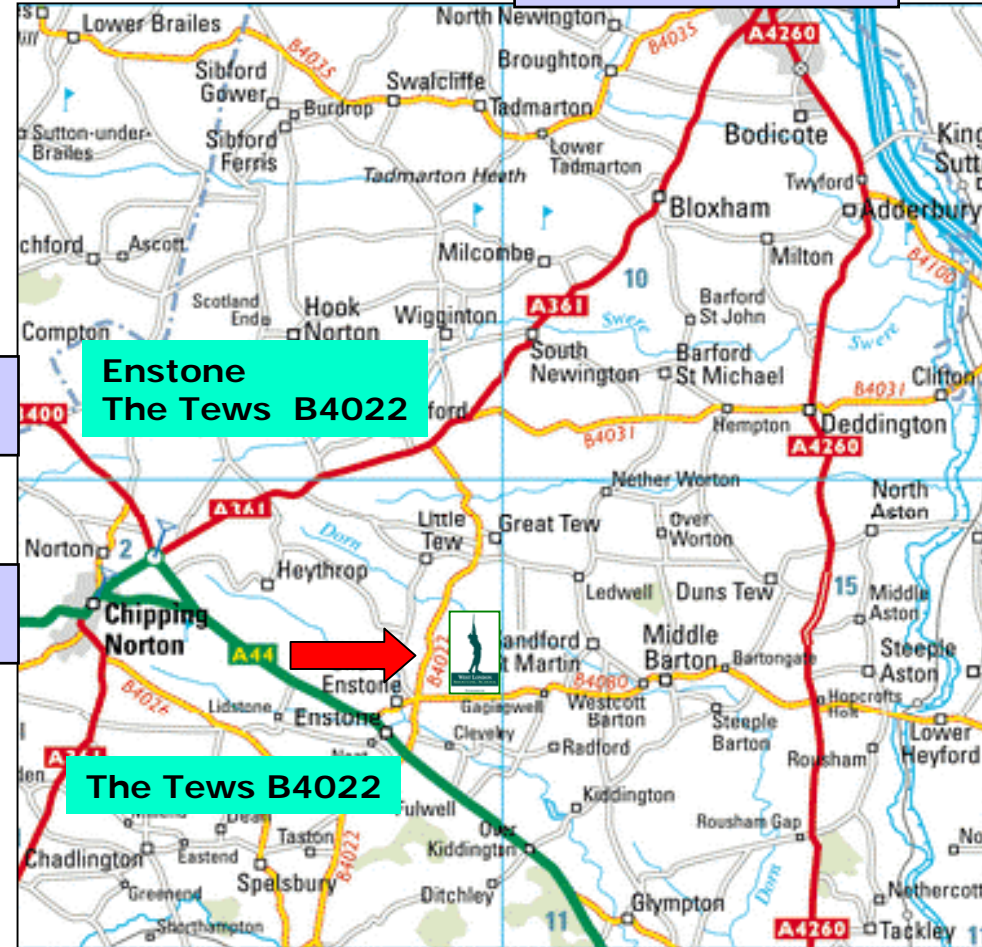 Lower Brailes
North Newington
B4035
A4260
B4035
Broughton
Sibford
Gower
Swalcliffe
Burdrop
Tadmarton
Bodicote
Sutton-under-
Brailes
Sibford
Ferris
Lower
Tadmarton
Tadmarton Heath
Twyford
Bloxham
Adderbury
Ascott
Milcombe
Milton
B4100
10
Scotland
End
Hook
Norton
Wigginton
A361
Barford
St John
Compton
Swere
Swere
South
Newington
Barford
St Michael
Enstone
The Tews B4022
B4031
B4031
Hempton
Deddington
A4260
Nether Worton
A361
North
Aston
Little
Tew
Great Tew
Over
Worton
Dorn
Norton
2
Heythrop
Ledwell
Duns Tew
15
Middle
Aston
Chipping
Norton
A44
B4022
Middle
Barton
Bartongate
Steeple
Aston
B4026
Enstone
B4080
Lidstone
Enstone
Gagingwell
Westcott
Barton
Hopcrofts
Holt
Cleveley
Radford
Steeple
Barton
Lower
Heyford
Rousham
The Tews B4022
Kiddington
Rousham Gap
Taston
B4022
Over
Kiddington
Chadlington
Eastend
Spelsbury
Ditchley
Dorn
Greenend
Glympton
Nethercott
Shorthampton
11
A4260
Tackley